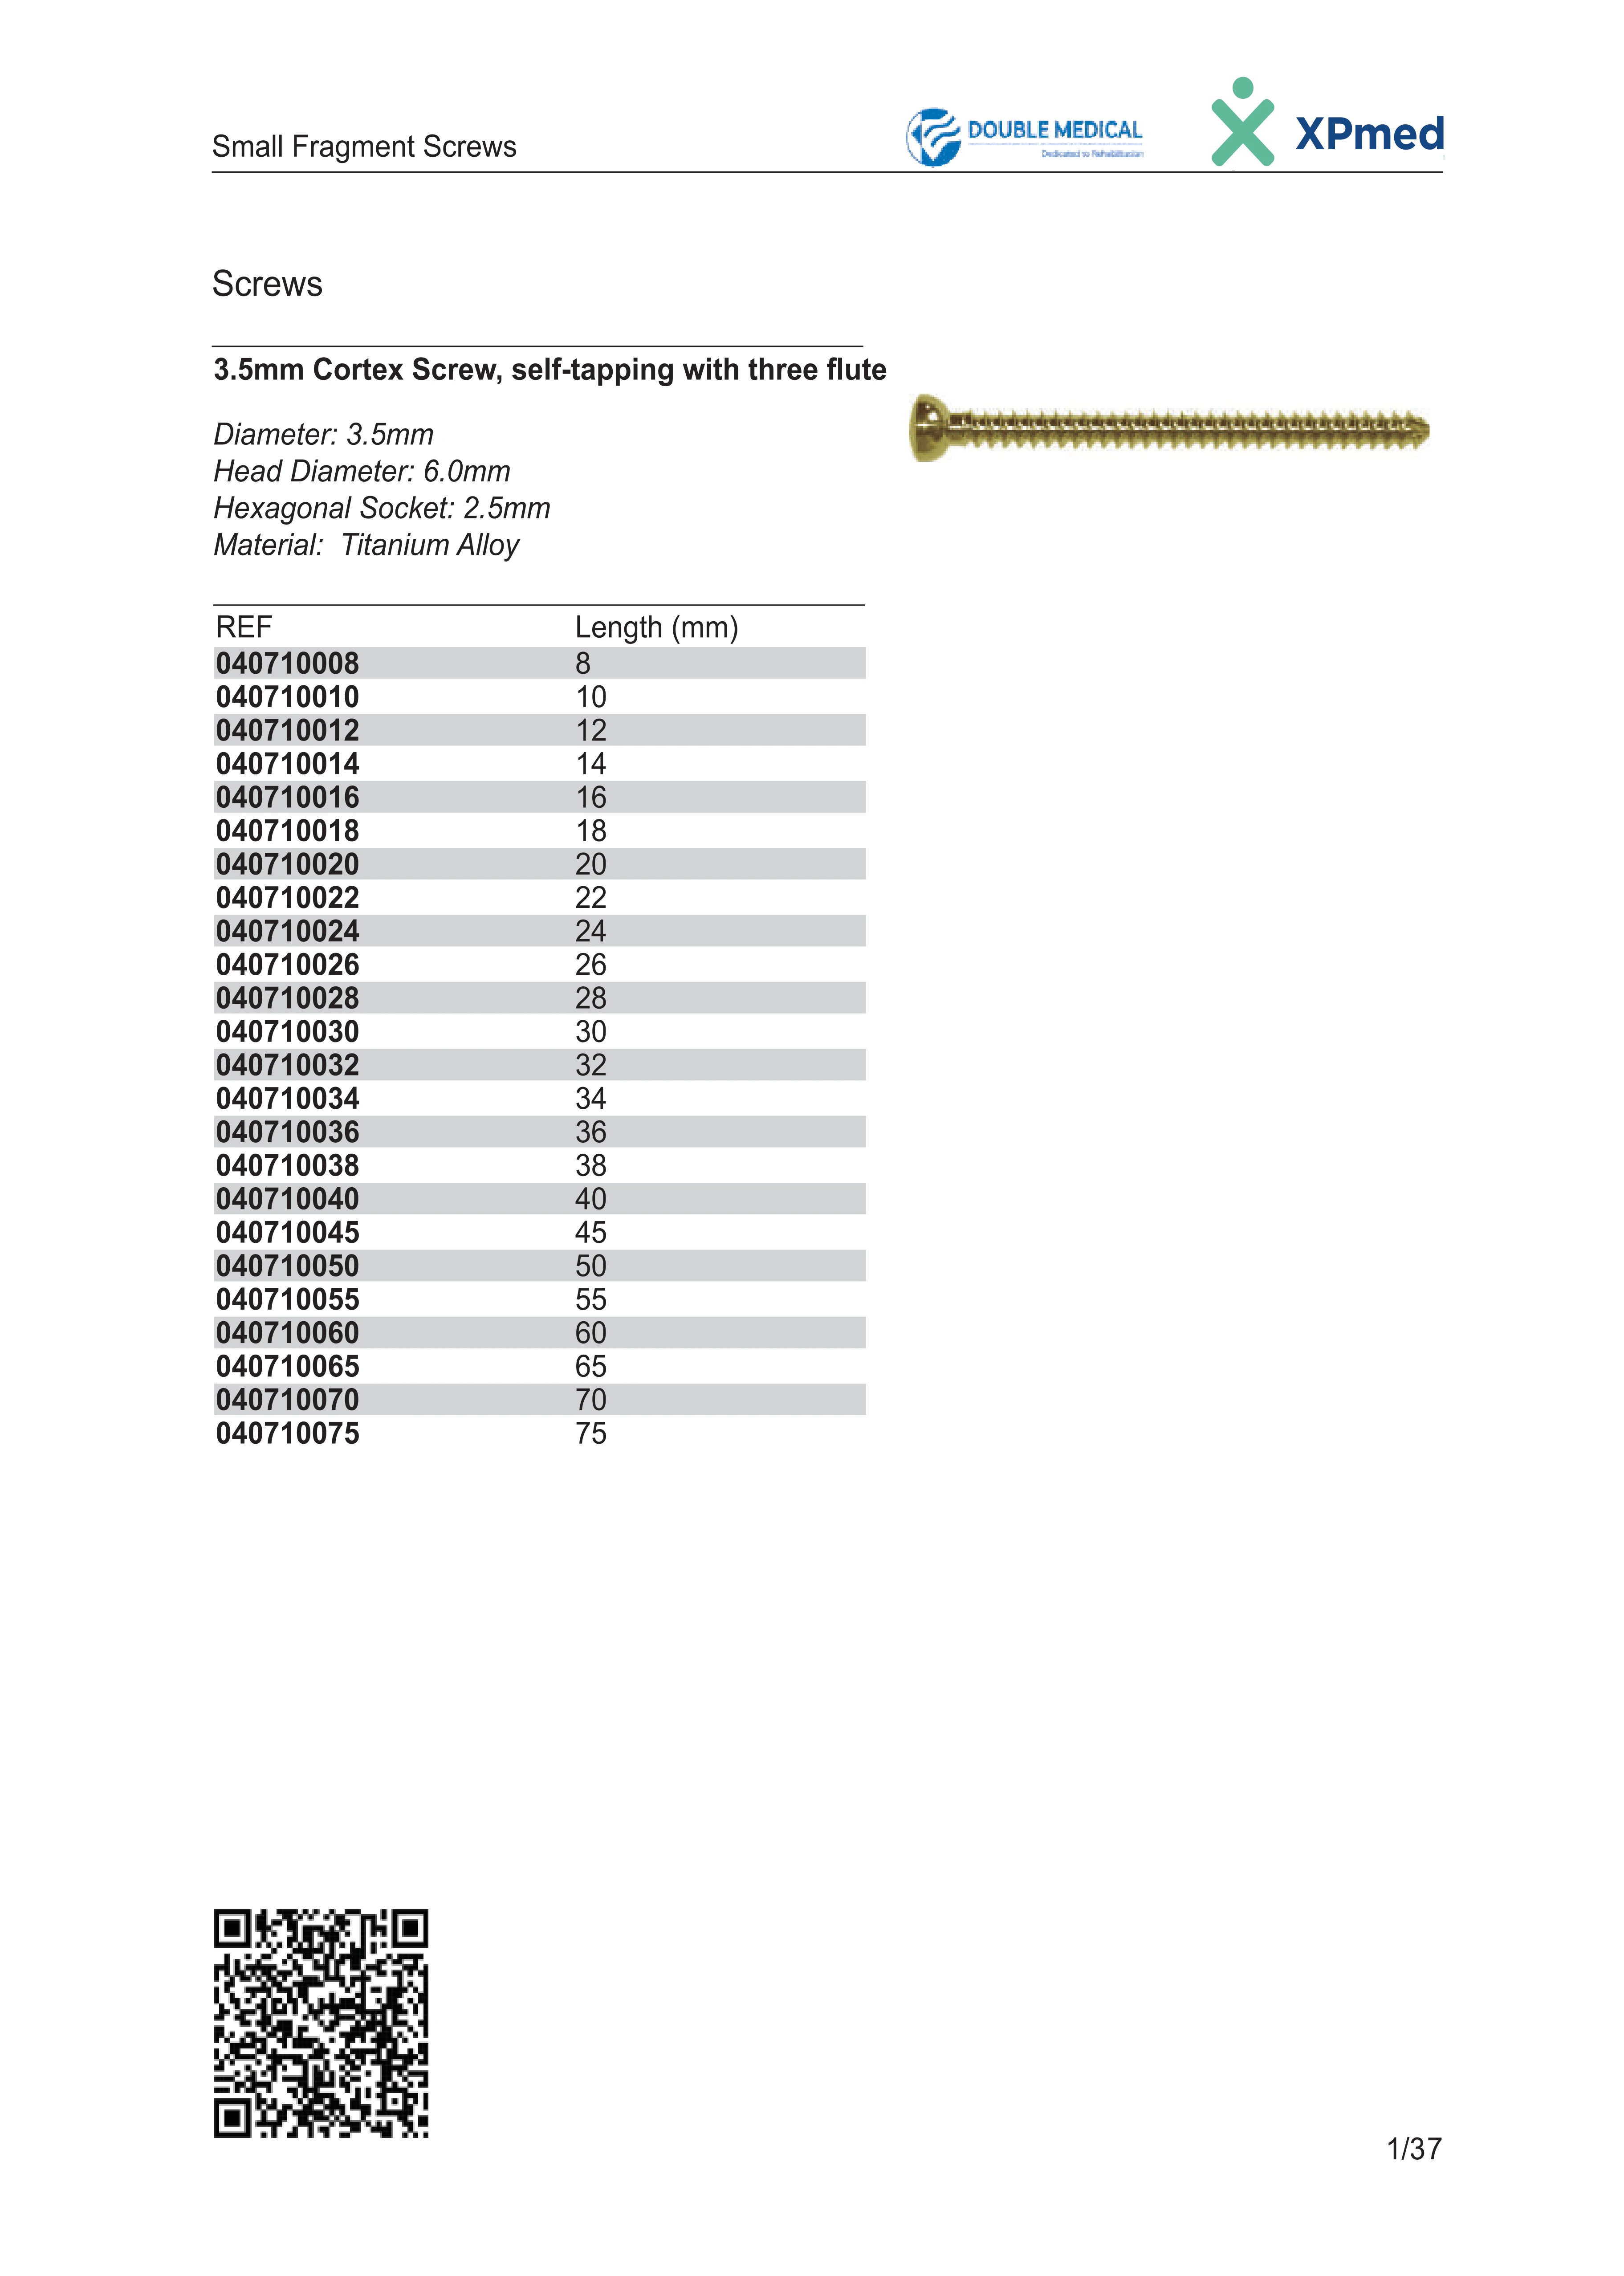 Small Fragment Screws
DOUBLE MEDICAL
Dedicated to Rehabilitation
XPmed
Screws
3.5mm Cortex Screw, self-tapping with three flute
Diameter: 3.5mm
Head Diameter: 6.0mm
Hexagonal Socket: 2.5mm
Material: Titanium Alloy
REF Length (mm)
040710008 8
040710010 10
040710012 12
040710014 14
040710016 16
040710018 18
040710020 20
040710022 22
040710024 24
040710026 26
040710028 28
040710030 30
040710032 32
040710034 34
040710036 36
040710038 38
040710040 40
040710045 45
040710050 50
040710055 55
040710060 60
040710065 65
040710070 70
040710075 75
1/37